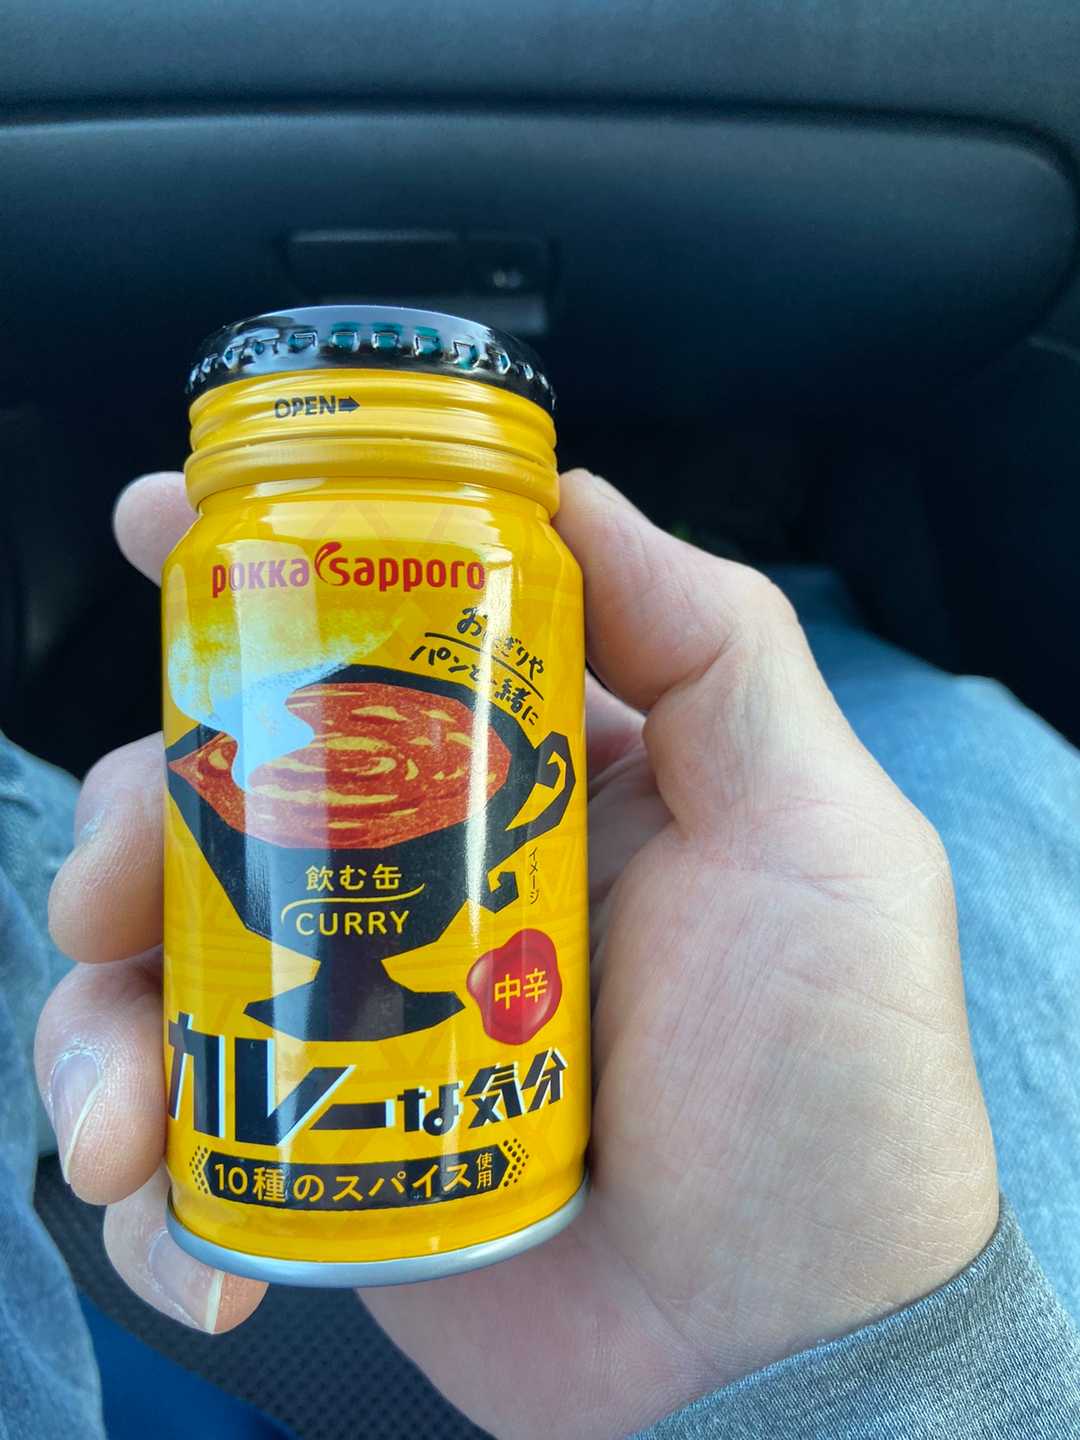 OPEN➡
pokka sapporo
おにぎりや
パンと一緒に
イメージ
飲む缶
CURRY
中辛
カレーな気分
10種のスパイス使用